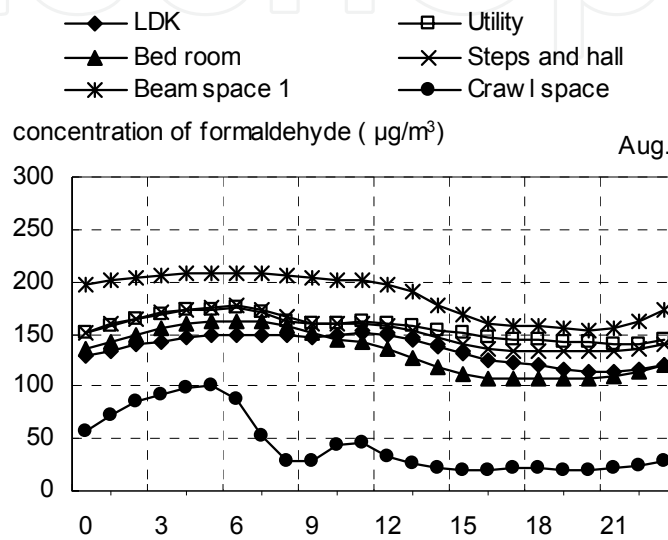 LDK
Utility
Bed room
Steps and hall
Beam space 1
Crawl space
concentration of formaldehyde ( µg/m³)
Aug.
300
250
200
150
100
50
0
0 3 6 9 12 15 18 21